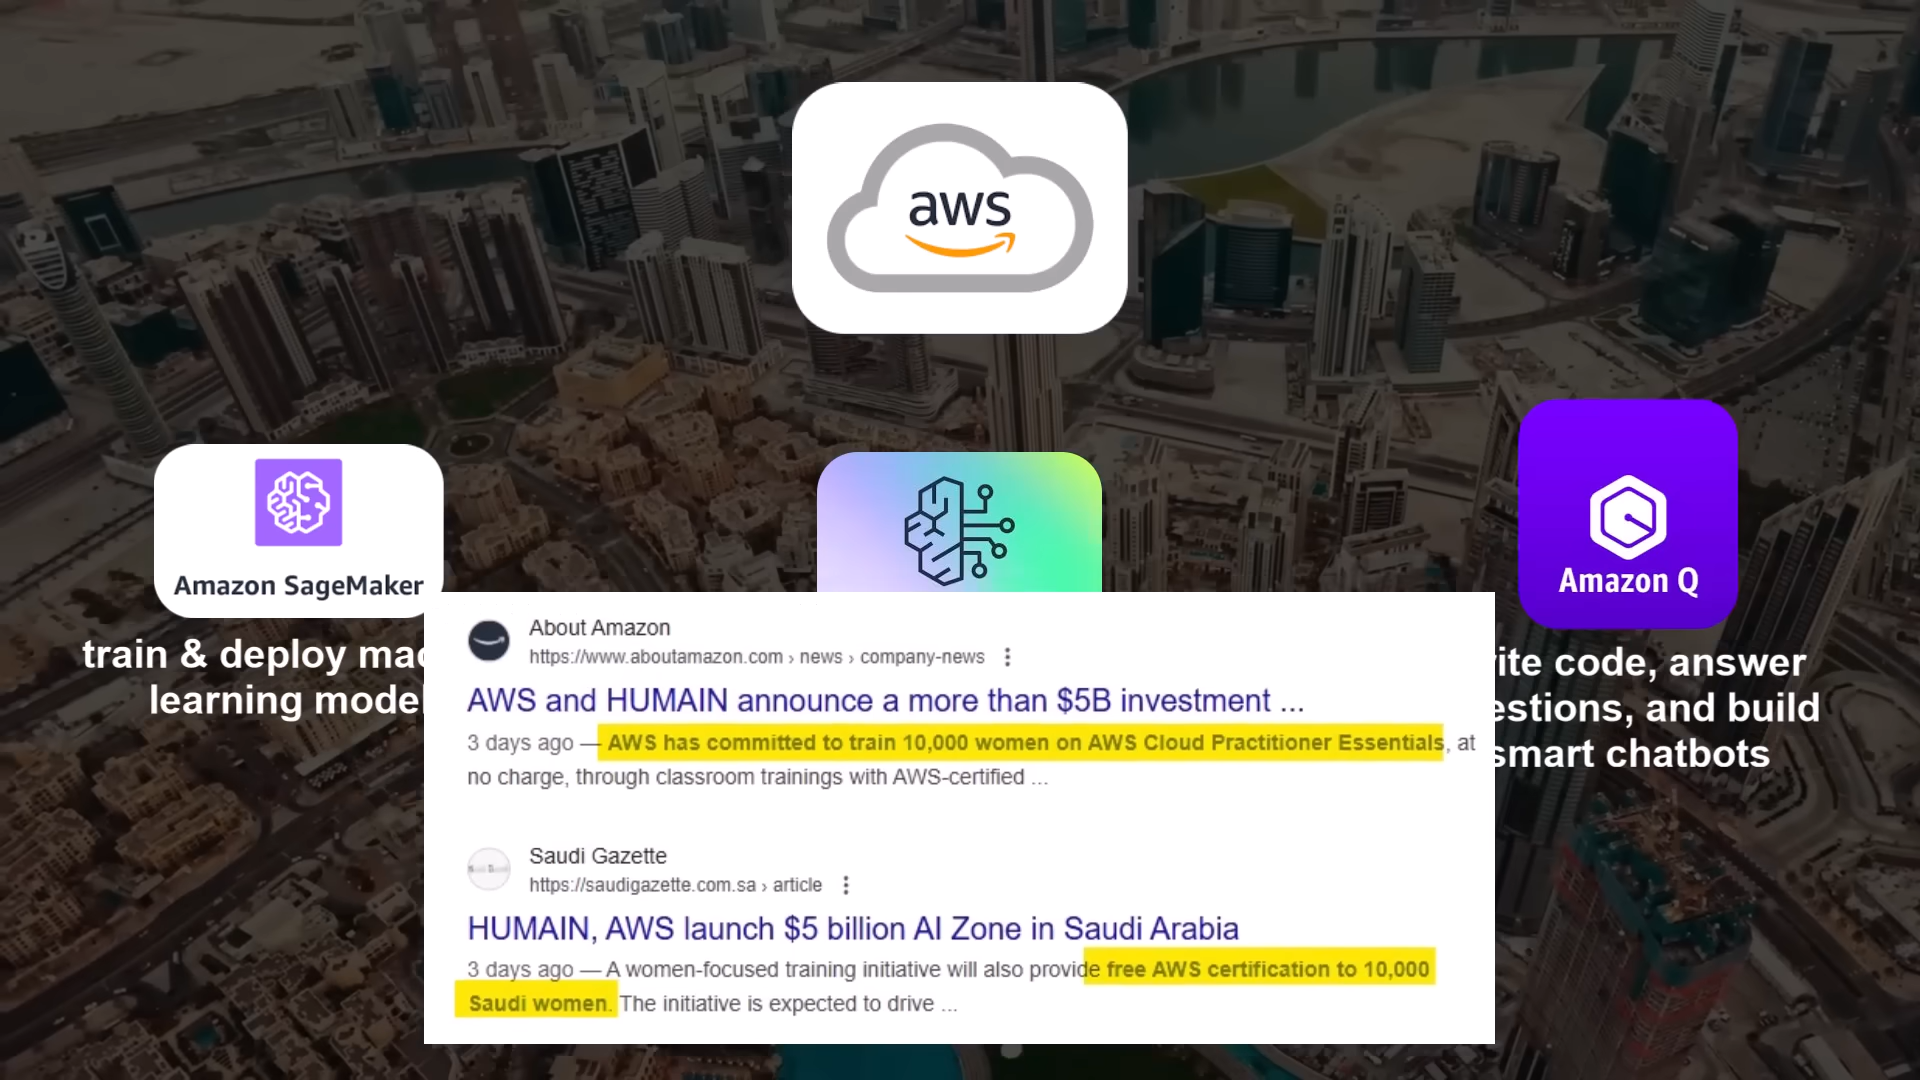 aws
Amazon SageMaker
train & deploy mac
learning model
Amazon Q
ite code, answer
estions, and build
smart chatbots
About Amazon
https://www.aboutamazon.com › news › company-news
AWS and HUMAIN announce a more than $5B investment ...
3 days ago — AWS has committed to train 10,000 women on AWS Cloud Practitioner Essentials, at
no charge, through classroom trainings with AWS-certified ...
Saudi Gazette
https://saudigazette.com.sa › article
HUMAIN, AWS launch $5 billion AI Zone in Saudi Arabia
3 days ago — A women-focused training initiative will also provide free AWS certification to 10,000
Saudi women. The initiative is expected to drive ...